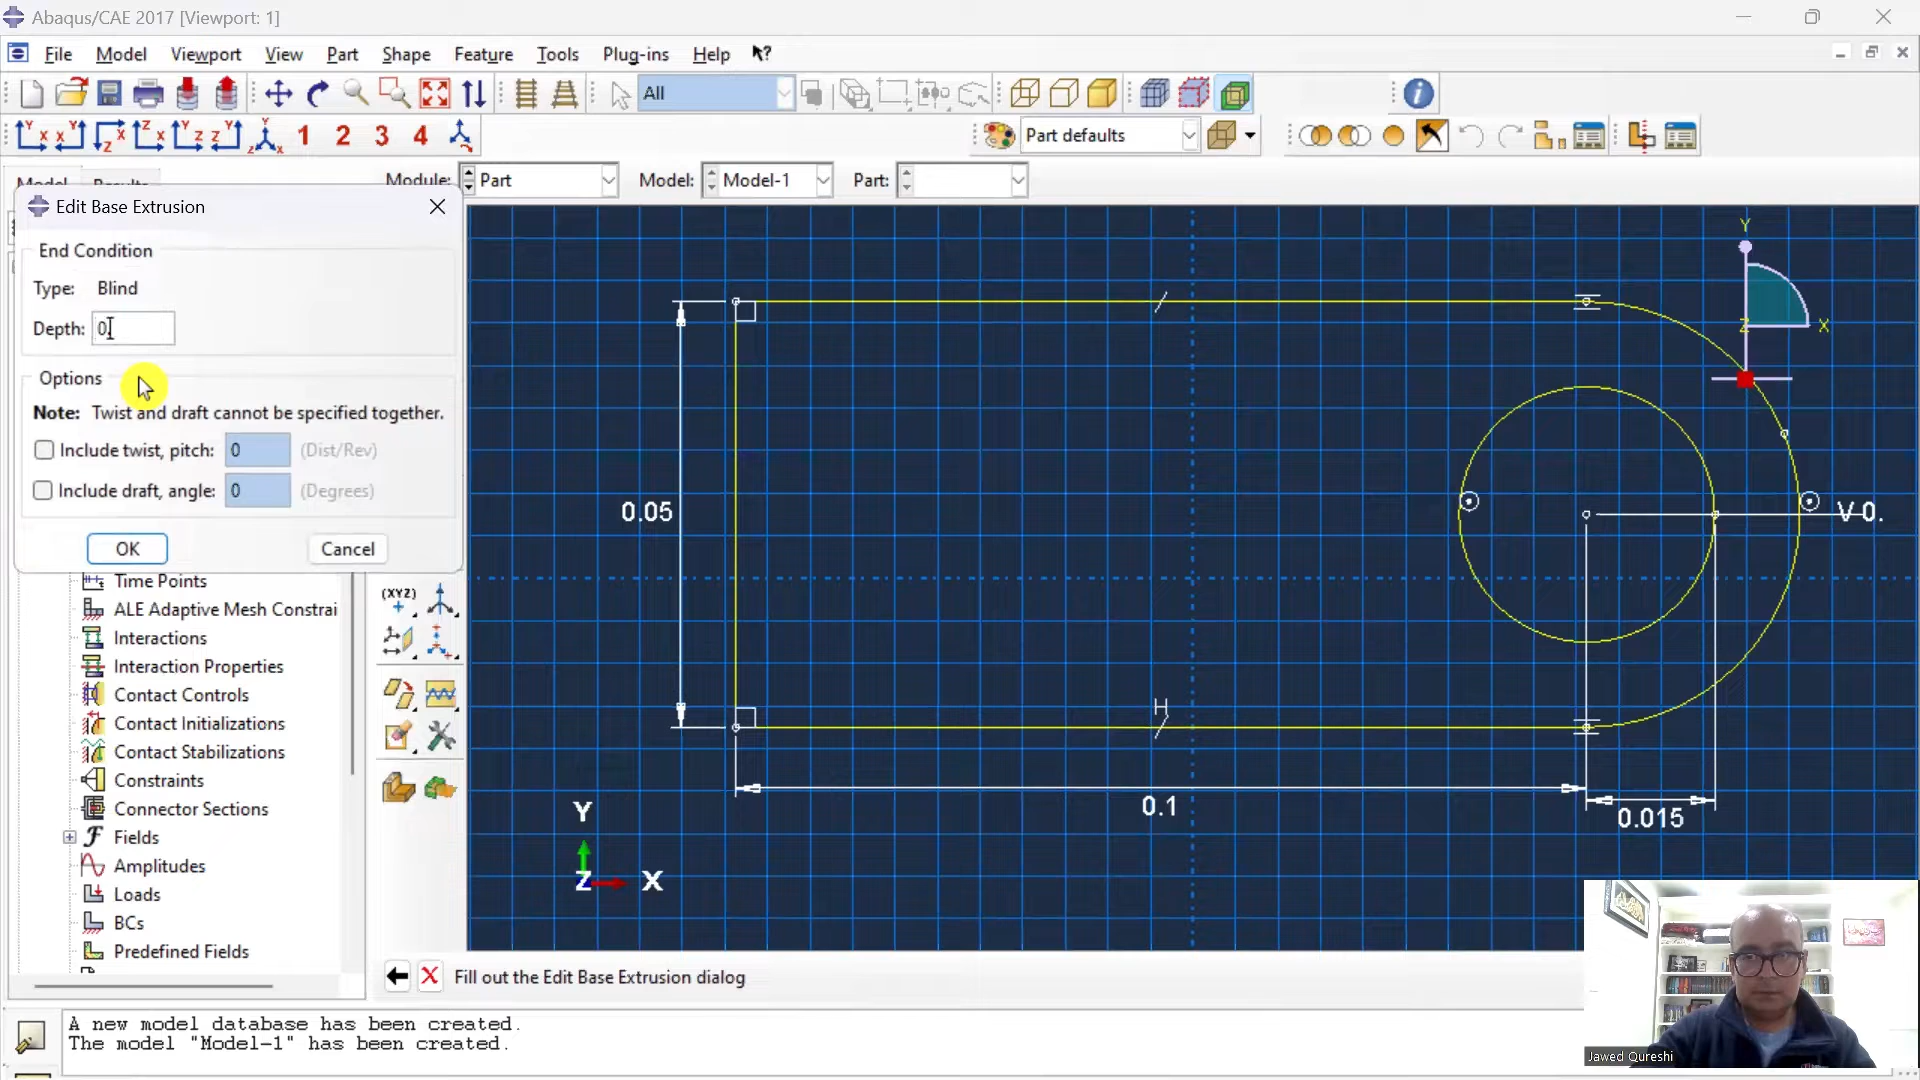 Abaqus/CAE 2017 [Viewport: 1]
File Model Viewport View Part Shape Feature Tools Plug-ins Help
All
1 2 3 4
Part defaults
Model Results
Module: Part Model: Model-1 Part:
Edit Base Extrusion
End Condition
Type: Blind
Depth: 0.
Options
Note: Twist and draft cannot be specified together.
Include twist, pitch: 0 (Dist/Rev)
Include draft, angle: 0 (Degrees)
OK Cancel
Time Points
ALE Adaptive Mesh Constrai
Interactions
Interaction Properties
Contact Controls
Contact Initializations
Contact Stabilizations
Constraints
Connector Sections
Fields
Amplitudes
Loads
BCs
Predefined Fields
(XYZ)
Y
X
Z
0.05
V 0.
H
0.1
0.015
Y
Z X
Fill out the Edit Base Extrusion dialog
A new model database has been created.
The model "Model-1" has been created.
Jawed Qureshi